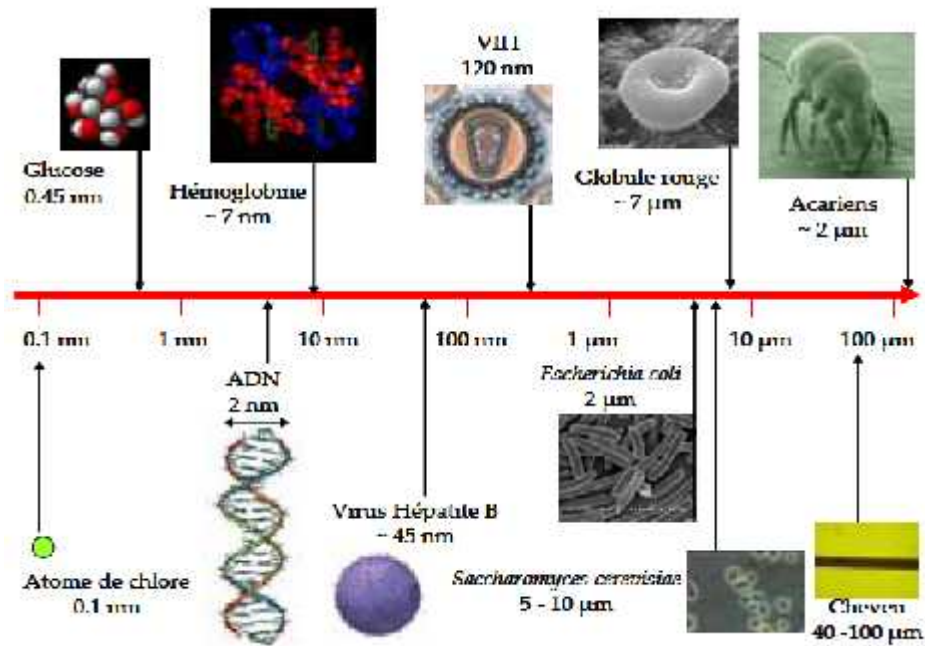 VIH
120 nm
Glucose
0.45 nm
Hémoglobine
~ 7 nm
Globule rouge
~ 7 µm
Acariens
~ 2 µm
0.1 nm
1 nm
10 nm
100 nm
1 µm
10 µm
100 µm
ADN
2 nm
Escherichia coli
2 µm
Virus Hépatite B
~ 45 nm
Atome de chlore
0.1 nm
Saccharamyces cerevisiae
5 - 10 µm
Cheveu
40 -100 µm